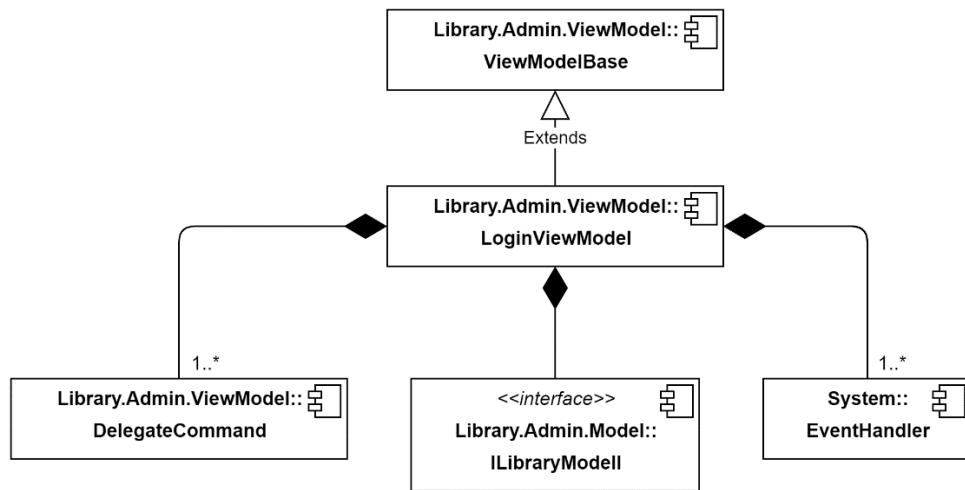 Library.Admin.ViewModel::
ViewModelBase
Extends
Library.Admin.ViewModel::
LoginViewModel
1..*
1..*
Library.Admin.ViewModel::
DelegateCommand
<<interface>>
Library.Admin.Model::
ILibraryModell
System::
EventHandler